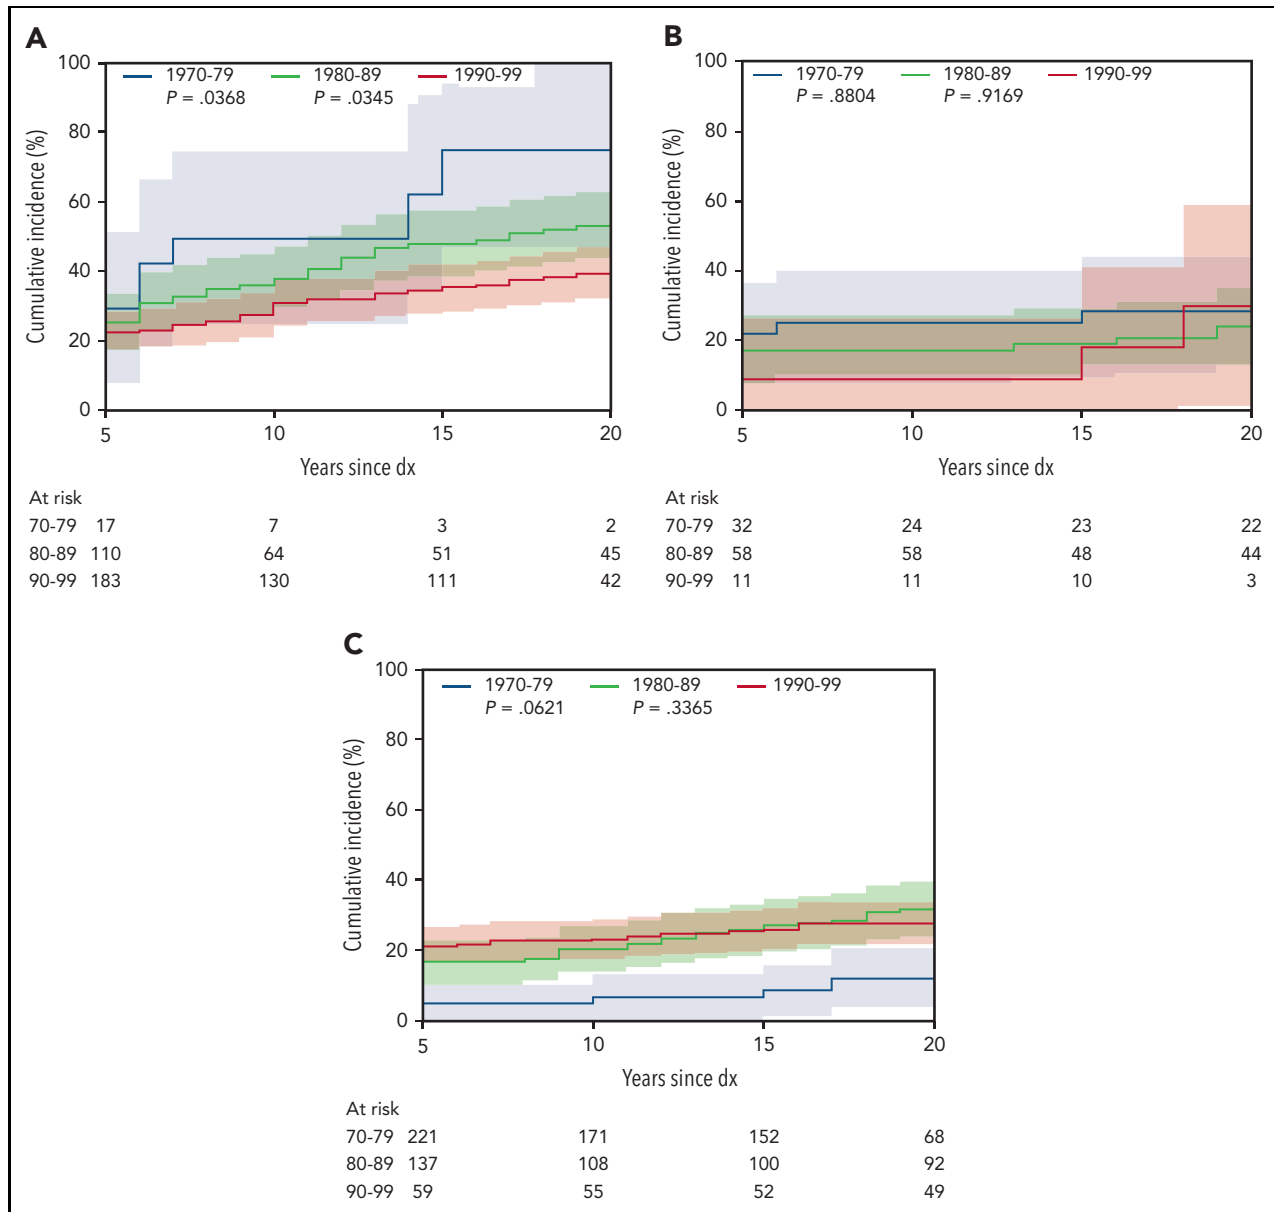 A
100
80
60
40
20
0
Cumulative incidence (%)
1970-79 1980-89 1990-99
P = .0368 P = .0345
5 10 15 20
Years since dx
At risk
70-79 17 7 3 2
80-89 110 64 51 45
90-99 183 130 111 42
B
100
80
60
40
20
0
Cumulative incidence (%)
1970-79 1980-89 1990-99
P = .8804 P = .9169
5 10 15 20
Years since dx
At risk
70-79 32 24 23 22
80-89 58 58 48 44
90-99 11 11 10 3
C
100
80
60
40
20
0
Cumulative incidence (%)
1970-79 1980-89 1990-99
P = .0621 P = .3365
5 10 15 20
Years since dx
At risk
70-79 221 171 152 68
80-89 137 108 100 92
90-99 59 55 52 49